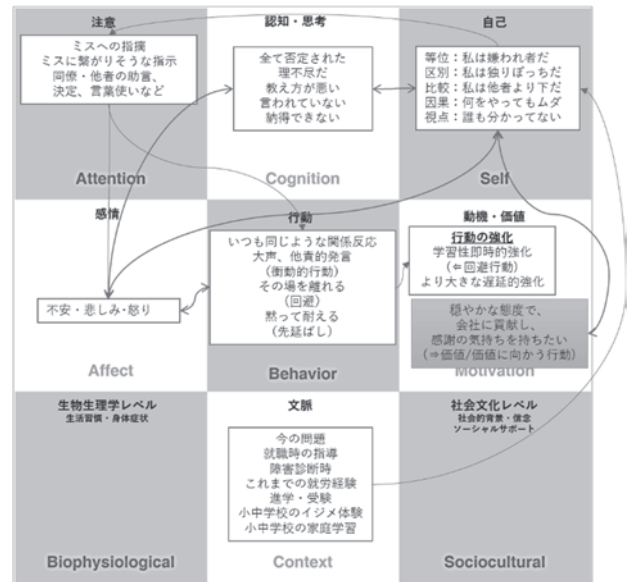 注意
ミスへの指摘
ミスに繋がりそうな指示
同僚・他者の助言、
決定、言葉使いなど
Attention
認知・思考
全て否定された
理不尽だ
教え方が悪い
言われていない
納得できない
Cognition
自己
等位：私は嫌われ者だ
区別：私は独りぼっちだ
比較：私は他者より下だ
因果：何をやってもムダ
視点：誰も分かってない
Self
感情
不安・悲しみ・怒り
Affect
行動
いつも同じような関係反応
大声、他責的発言
（衝動的行動）
その場を離れる
（回避）
黙って耐える
（先延ばし）
Behavior
動機・価値
行動の強化
学習性即時的強化
（⇐回避行動）
より大きな遅延的強化
穏やかな態度で、
会社に貢献し、
感謝の気持ちを持ちたい
（⇒価値/価値に向かう行動）
Motivation
生物生理学レベル
生活習慣・身体症状
Biophysiological
文脈
今の問題
就職時の指導
障害診断時
これまでの就労経験
進学・受験
小中学校のイジメ体験
小中学校の家庭学習
Context
社会文化レベル
社会的背景・信念
ソーシャルサポート
Sociocultural